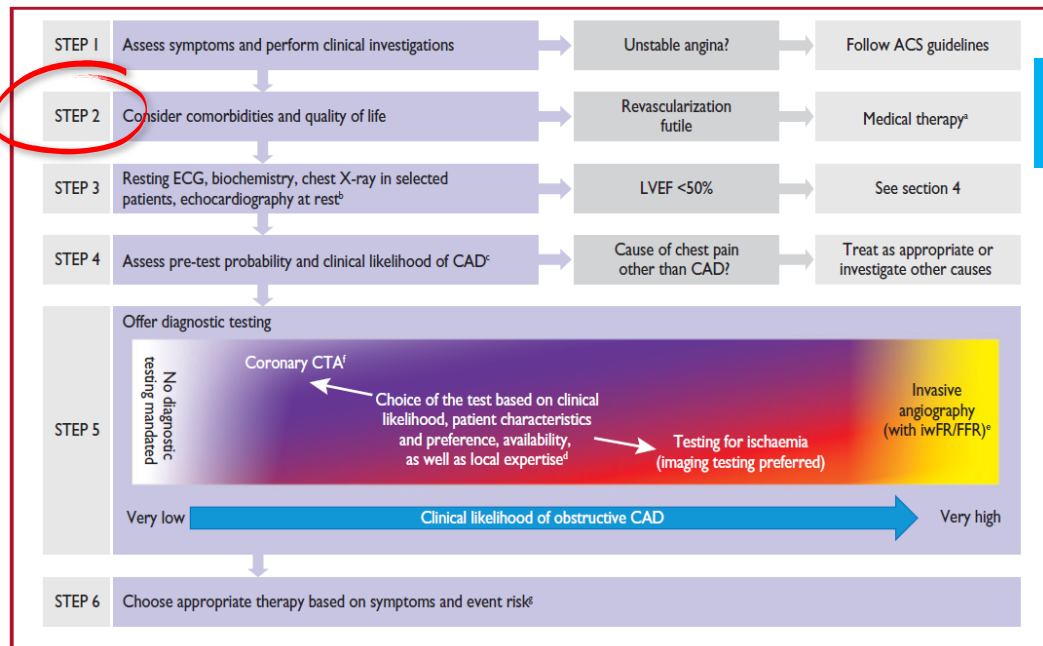 STEP 1
Assess symptoms and perform clinical investigations
Unstable angina?
Follow ACS guidelines
STEP 2
Consider comorbidities and quality of life
Revascularization
futile
Medical therapyᵃ
STEP 3
Resting ECG, biochemistry, chest X-ray in selected
patients, echocardiography at restᵇ
LVEF <50%
See section 4
STEP 4
Assess pre-test probability and clinical likelihood of CADᶜ
Cause of chest pain
other than CAD?
Treat as appropriate or
investigate other causes
STEP 5
Offer diagnostic testing
No diagnostic
testing mandated
Coronary CTAᶠ
Choice of the test based on clinical
likelihood, patient characteristics
and preference, availability,
as well as local expertiseᵈ
Testing for ischaemia
(imaging testing preferred)
Invasive
angiography
(with iwFR/FFR)ᵉ
Very low
Clinical likelihood of obstructive CAD
Very high
STEP 6
Choose appropriate therapy based on symptoms and event riskᵍ